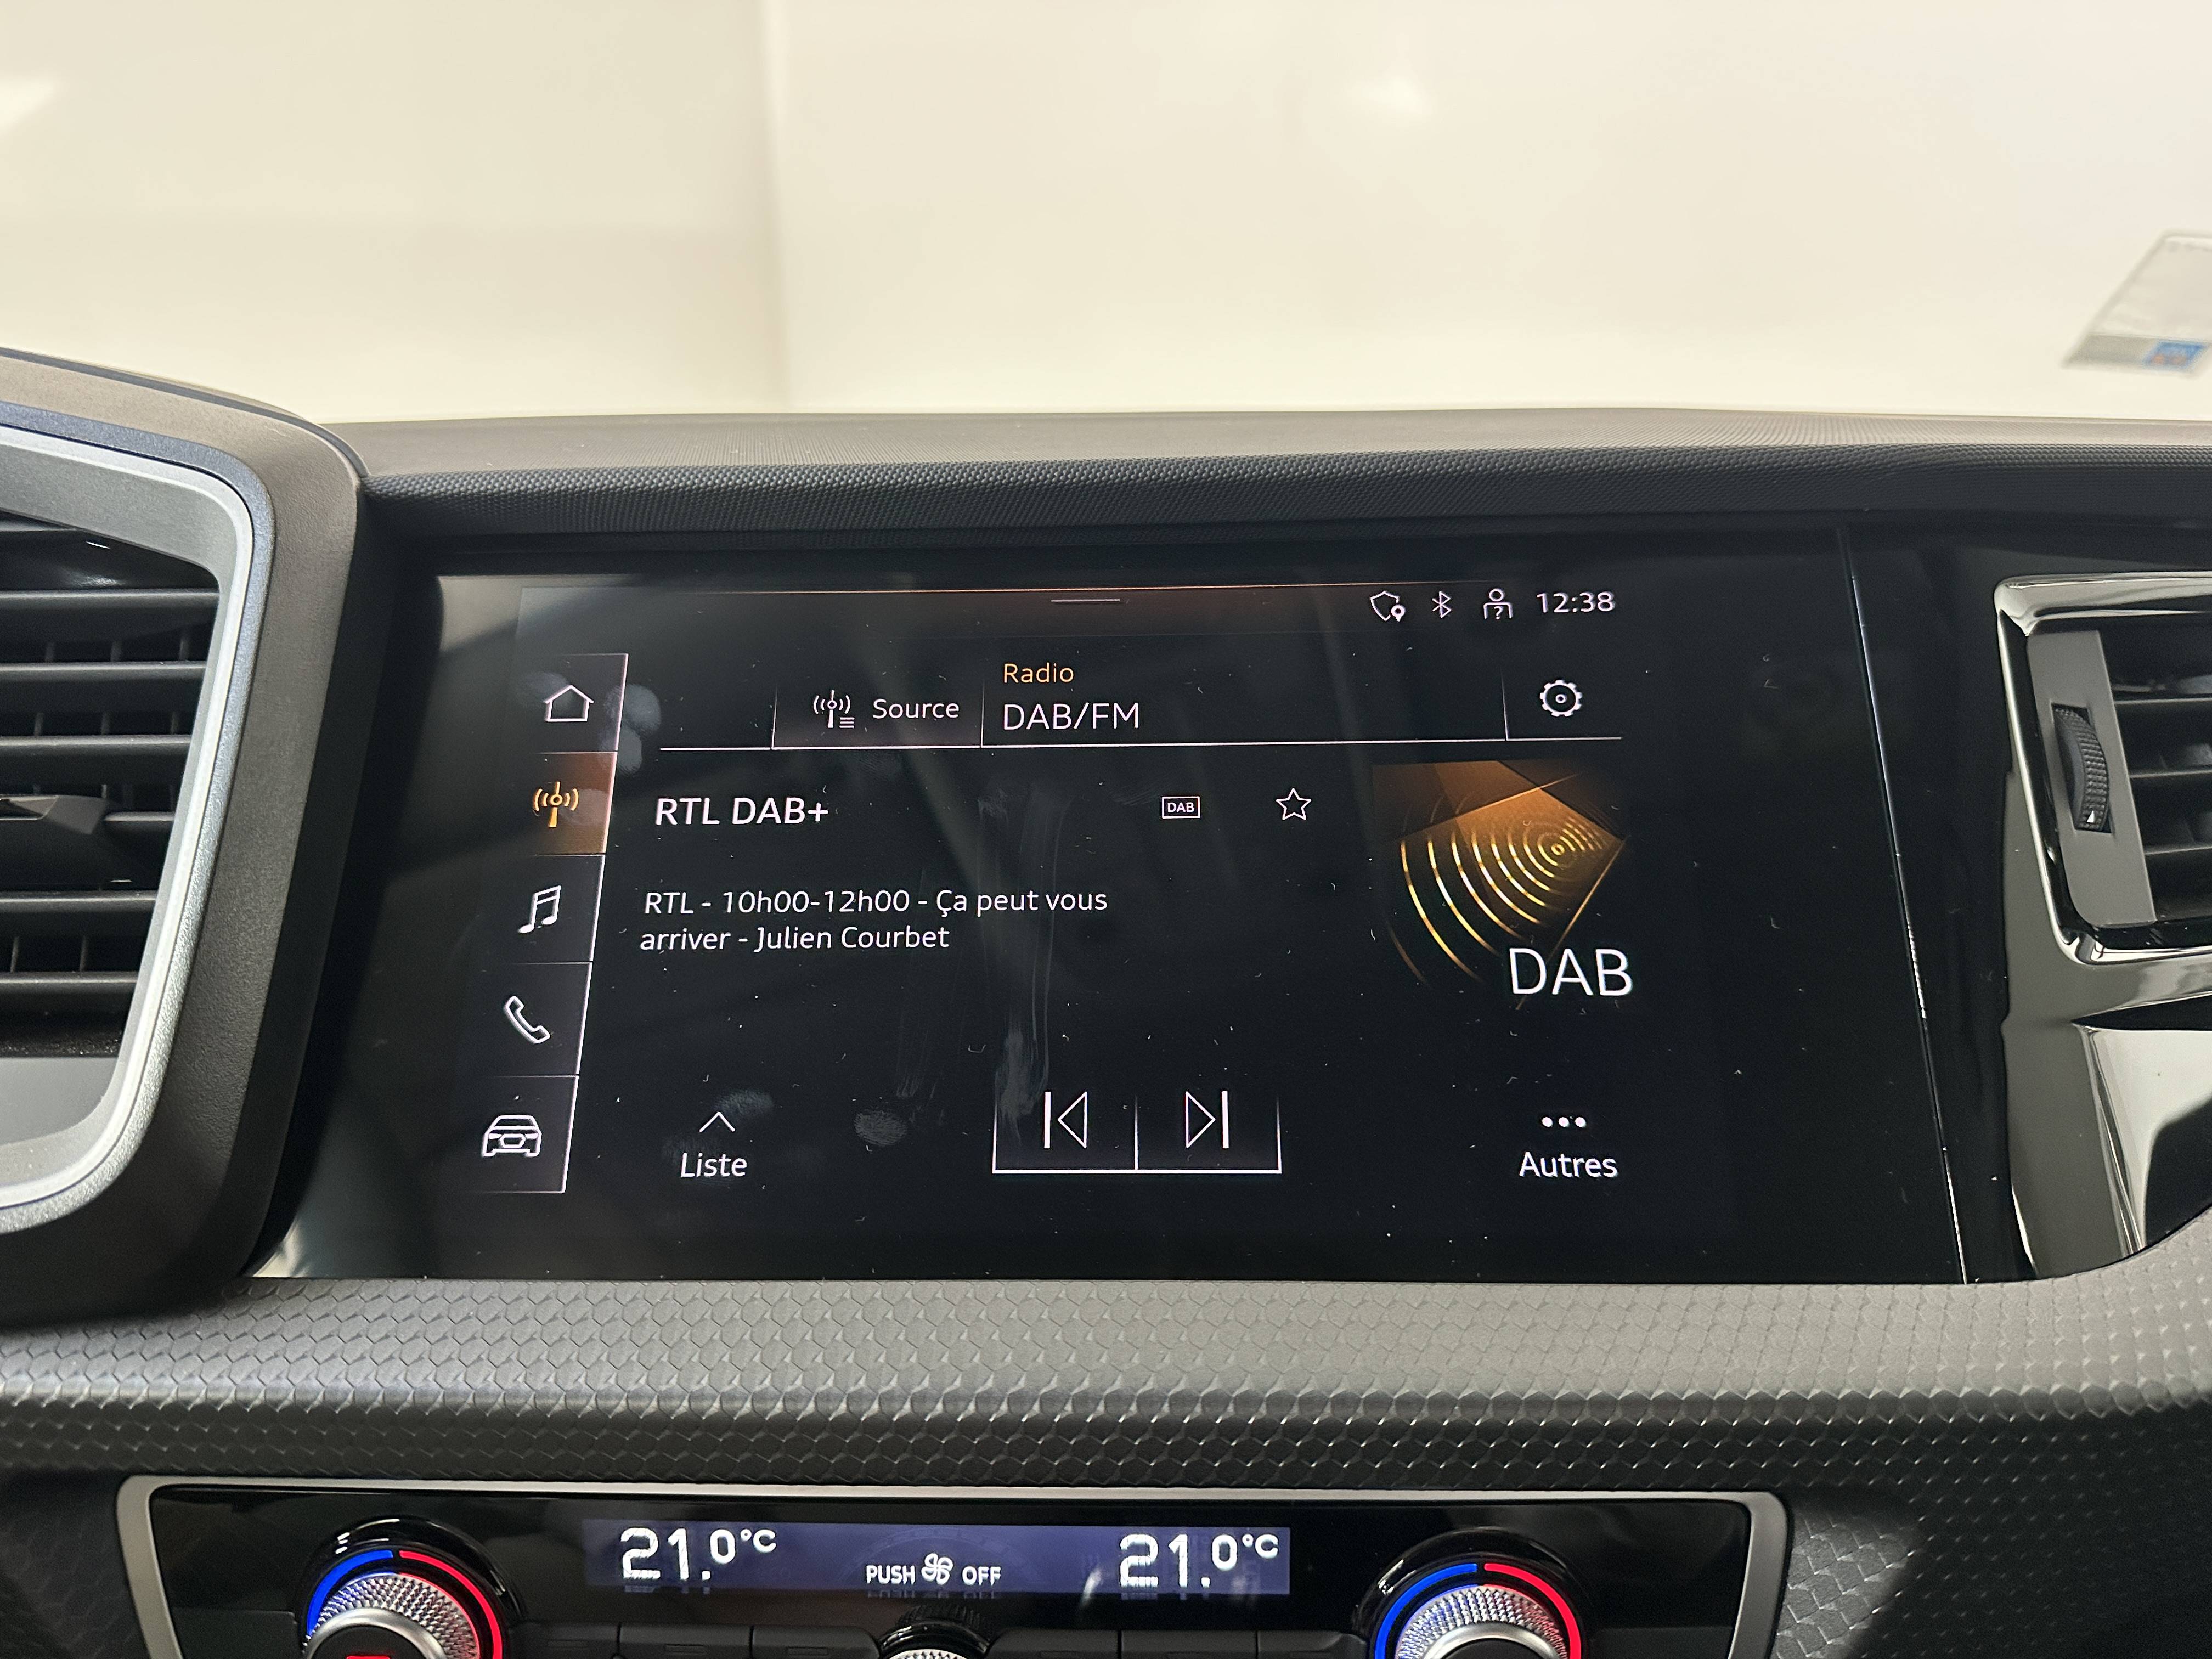 12:38
Radio
Source
DAB/FM
RTL DAB+
DAB
RTL - 10h00-12h00 - Ça peut vous
arriver - Julien Courbet
DAB
Liste
Autres
21.0°C
PUSH OFF
21.0°C